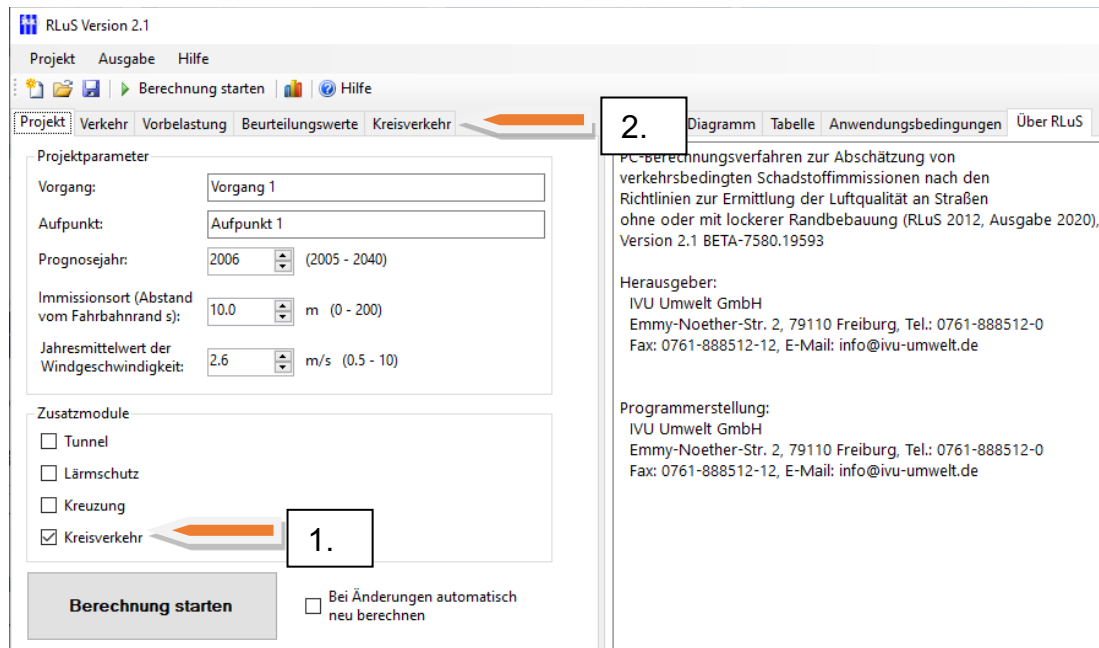 RLuS Version 2.1
Projekt Ausgabe Hilfe
Berechnung starten Hilfe
Projekt Verkehr Vorbelastung Beurteilungswerte Kreisverkehr
2.
Diagramm Tabelle Anwendungsbedingungen Über RLuS
Projektparameter
Vorgang: Vorgang 1
Aufpunkt: Aufpunkt 1
Prognosejahr: 2006 (2005 - 2040)
Immissionsort (Abstand
vom Fahrbahnrand s): 10.0 m (0 - 200)
Jahresmittelwert der
Windgeschwindigkeit: 2.6 m/s (0.5 - 10)
Zusatzmodule
Tunnel
Lärmschutz
Kreuzung
Kreisverkehr
1.
Berechnung starten
Bei Änderungen automatisch
neu berechnen
PC-Berechnungsverfahren zur Abschätzung von
verkehrsbedingten Schadstoffimmissionen nach den
Richtlinien zur Ermittlung der Luftqualität an Straßen
ohne oder mit lockerer Randbebauung (RLuS 2012, Ausgabe 2020),
Version 2.1 BETA-7580.19593
Herausgeber:
IVU Umwelt GmbH
Emmy-Noether-Str. 2, 79110 Freiburg, Tel.: 0761-888512-0
Fax: 0761-888512-12, E-Mail: info@ivu-umwelt.de
Programmerstellung:
IVU Umwelt GmbH
Emmy-Noether-Str. 2, 79110 Freiburg, Tel.: 0761-888512-0
Fax: 0761-888512-12, E-Mail: info@ivu-umwelt.de